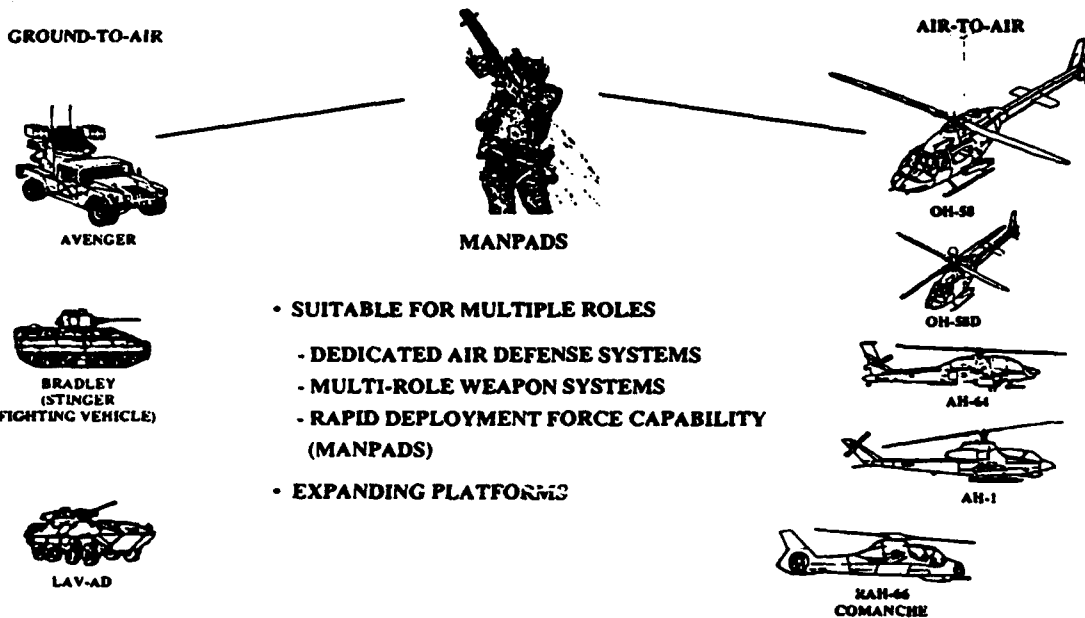 GROUND-TO-AIR
AIR-TO-AIR
AVENGER
MANPADS
OH-58
OH-58D
BRADLEY
(STINGER
FIGHTING VEHICLE)
LAV-AD
• SUITABLE FOR MULTIPLE ROLES
- DEDICATED AIR DEFENSE SYSTEMS
- MULTI-ROLE WEAPON SYSTEMS
- RAPID DEPLOYMENT FORCE CAPABILITY
(MANPADS)
• EXPANDING PLATFORMS
AH-64
AH-1
RAH-66
COMANCHE